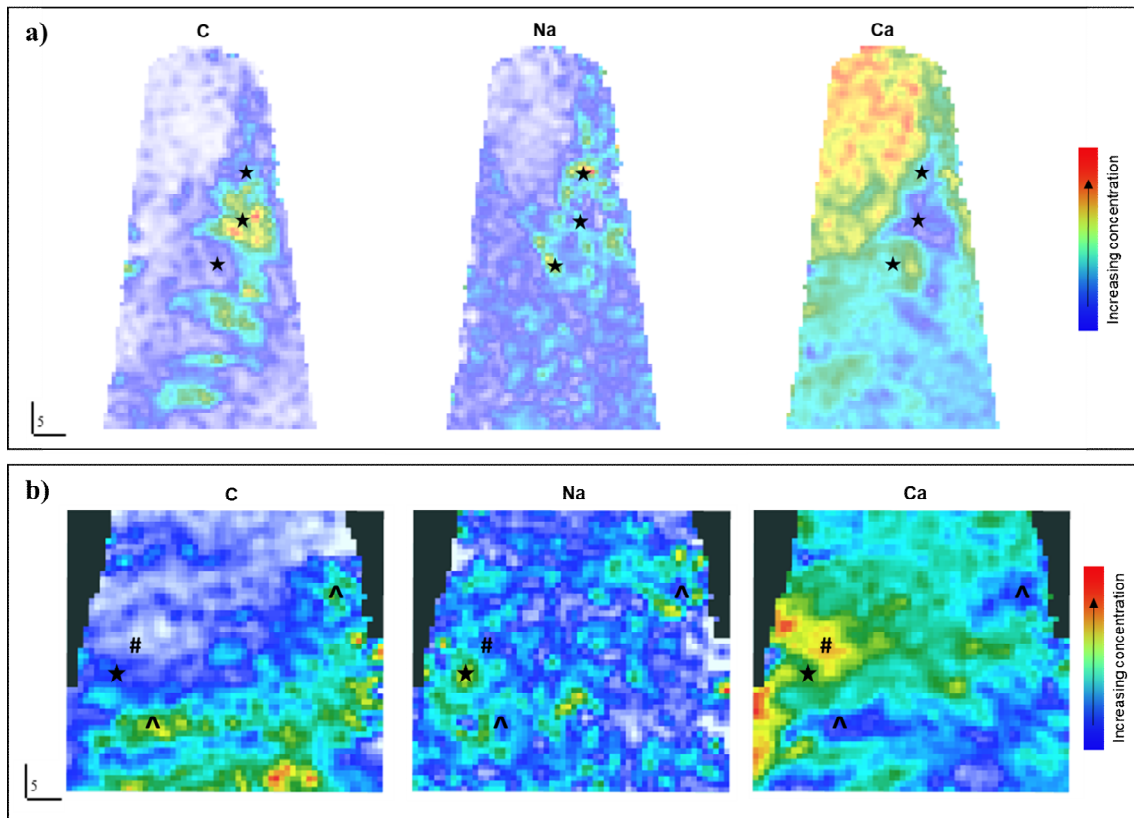 a)
C
Na
Ca
Increasing concentration
5
b)
C
Na
Ca
^
^
^
#
#
#
^
^
^
Increasing concentration
5